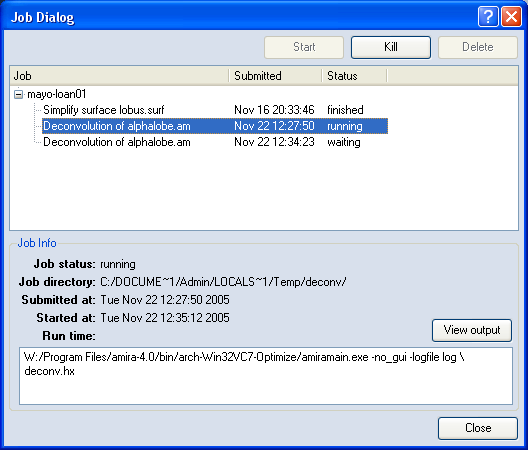 Job Dialog
Start Kill Delete
Job Submitted Status
mayo-loan01
Simplify surface lobus.surf Nov 16 20:33:46 finished
Deconvolution of alphalobe.am Nov 22 12:27:50 running
Deconvolution of alphalobe.am Nov 22 12:34:23 waiting
Job Info
Job status: running
Job directory: C:/DOCUME~1/Admin/LOCALS~1/Temp/deconv/
Submitted at: Tue Nov 22 12:27:50 2005
Started at: Tue Nov 22 12:35:12 2005
Run time:
View output
W:/Program Files/amira-4.0/bin/arch-Win32VC7-Optimize/amiramain.exe -no_gui -logfile log \
deconv.hx
Close